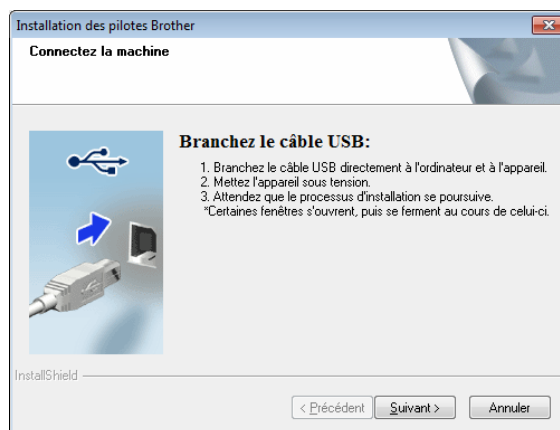 Installation des pilotes Brother
Connectez la machine
Branchez le câble USB:
1. Branchez le câble USB directement à l'ordinateur et à l'appareil.
2. Mettez l'appareil sous tension.
3. Attendez que le processus d'installation se poursuive.
*Certaines fenêtres s'ouvrent, puis se ferment au cours de celui-ci.
InstallShield
< Précédent Suivant > Annuler